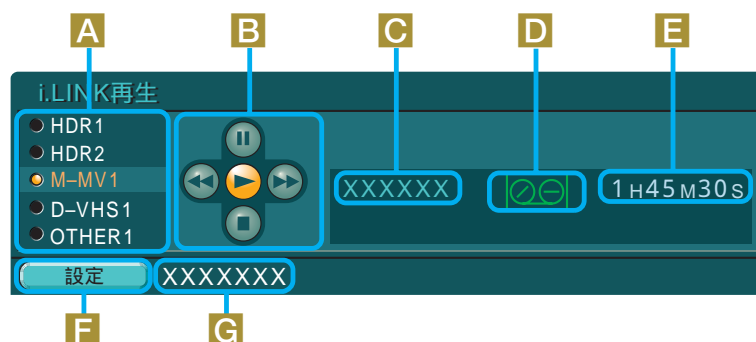 A B C D E
i.LINK再生
HDR1
HDR2
M–MV1
D–VHS1
OTHER1
XXXXXX
1H45M30S
設定
XXXXXXX
F G